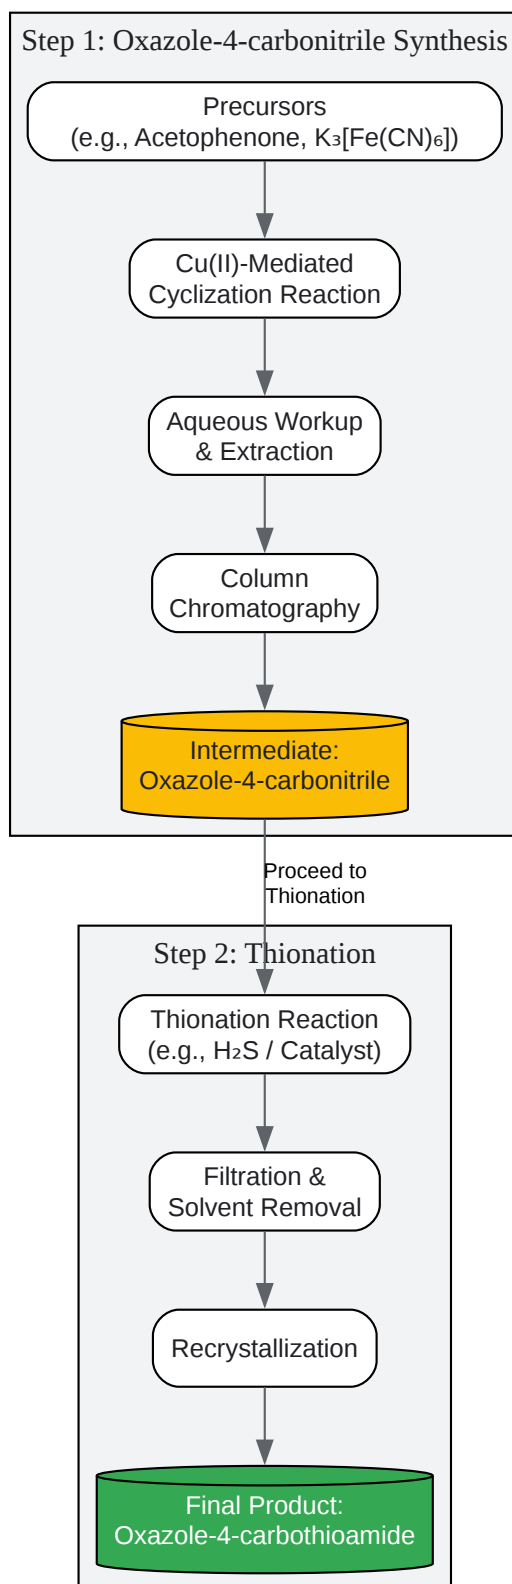 Step 1: Oxazole-4-carbonitrile Synthesis
Precursors
(e.g., Acetophenone, K₃[Fe(CN)₆])
Cu(II)-Mediated
Cyclization Reaction
Aqueous Workup
& Extraction
Column
Chromatography
Intermediate:
Oxazole-4-carbonitrile
Proceed to
Thionation
Step 2: Thionation
Thionation Reaction
(e.g., H₂S / Catalyst)
Filtration &
Solvent Removal
Recrystallization
Final Product:
Oxazole-4-carbothioamide